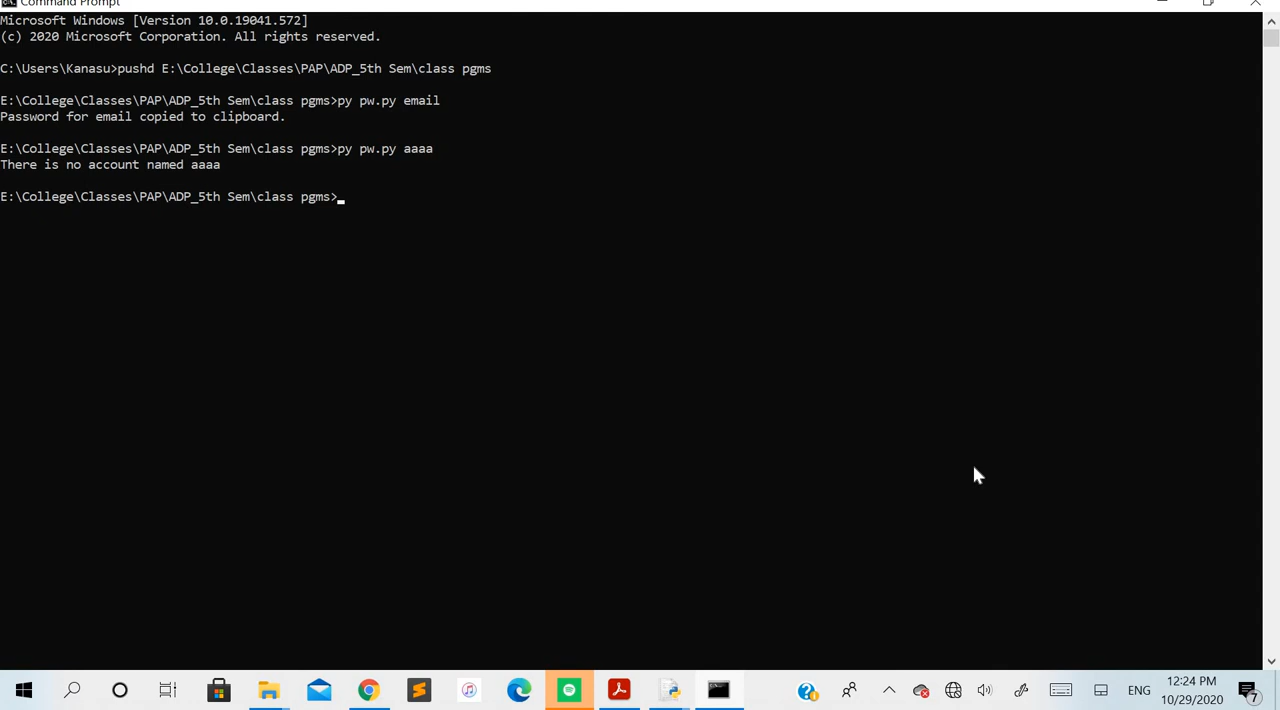 Command Prompt
Microsoft Windows [Version 10.0.19041.572]
(c) 2020 Microsoft Corporation. All rights reserved.
C:\Users\Kanasu>pushd E:\College\Classes\PAP\ADP_5th Sem\class pgms
E:\College\Classes\PAP\ADP_5th Sem\class pgms>py pw.py email
Password for email copied to clipboard.
E:\College\Classes\PAP\ADP_5th Sem\class pgms>py pw.py aaaa
There is no account named aaaa
E:\College\Classes\PAP\ADP_5th Sem\class pgms>
ENG
12:24 PM
10/29/2020
7